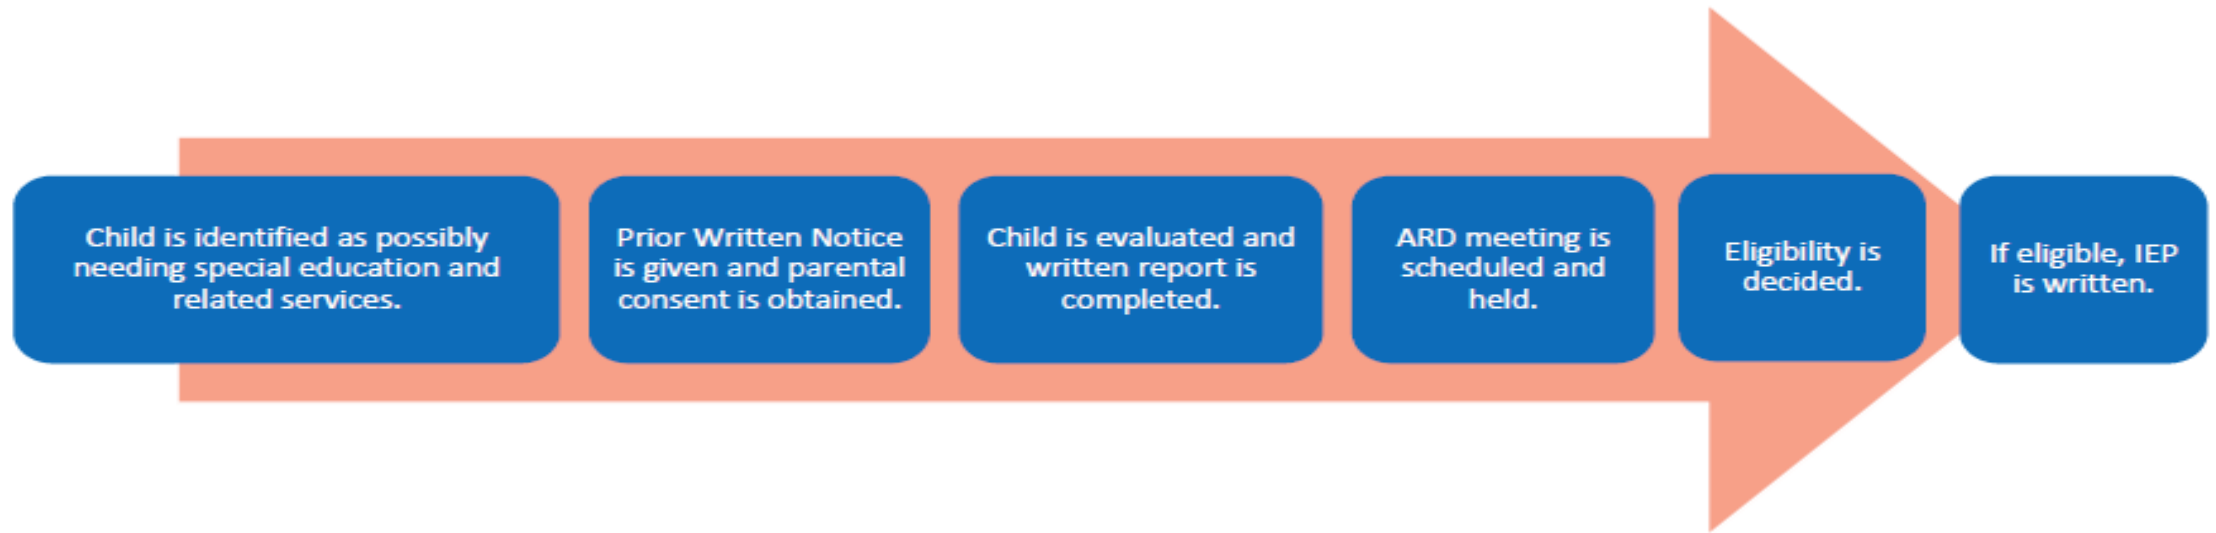 Child is identified as possibly
needing special education and
related services.
Prior Written Notice
is given and parental
consent is obtained.
Child is evaluated and
written report is
completed.
ARD meeting is
scheduled and
held.
Eligibility is
decided.
If eligible, IEP
is written.